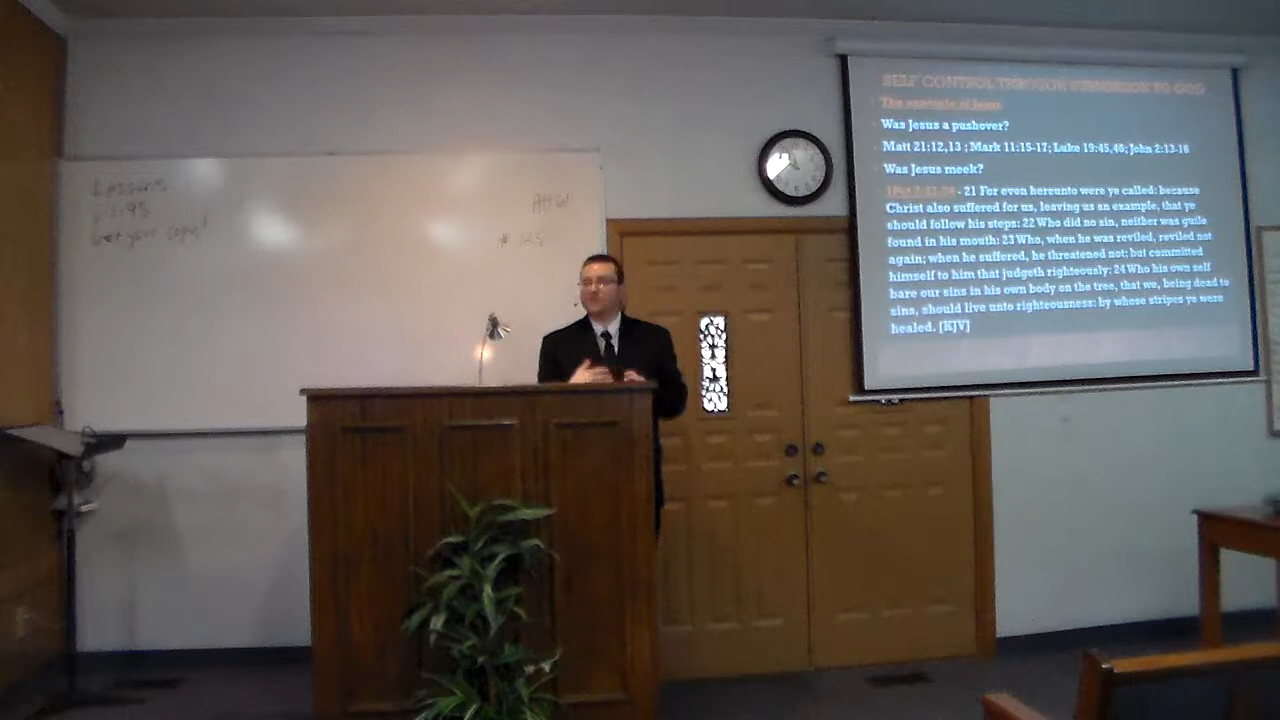 Lessons
Get your copy!
Att 61
SELF CONTROL THROUGH SUBMISSION TO GOD
The example of Jesus
Was Jesus a pushover?
Matt 21:12,13 ; Mark 11:15-17; Luke 19:45,46; John 2:13-16
Was Jesus meek?
- 21 For even hereunto were ye called: because
Christ also suffered for us, leaving us an example, that ye
should follow his steps: 22 Who did no sin, neither was guile
found in his mouth: 23 Who, when he was reviled, reviled not
again; when he suffered, he threatened not; but committed
himself to him that judgeth righteously: 24 Who his own self
bare our sins in his own body on the tree, that we, being dead to
sins, should live unto righteousness: by whose stripes ye were
healed. [KJV]